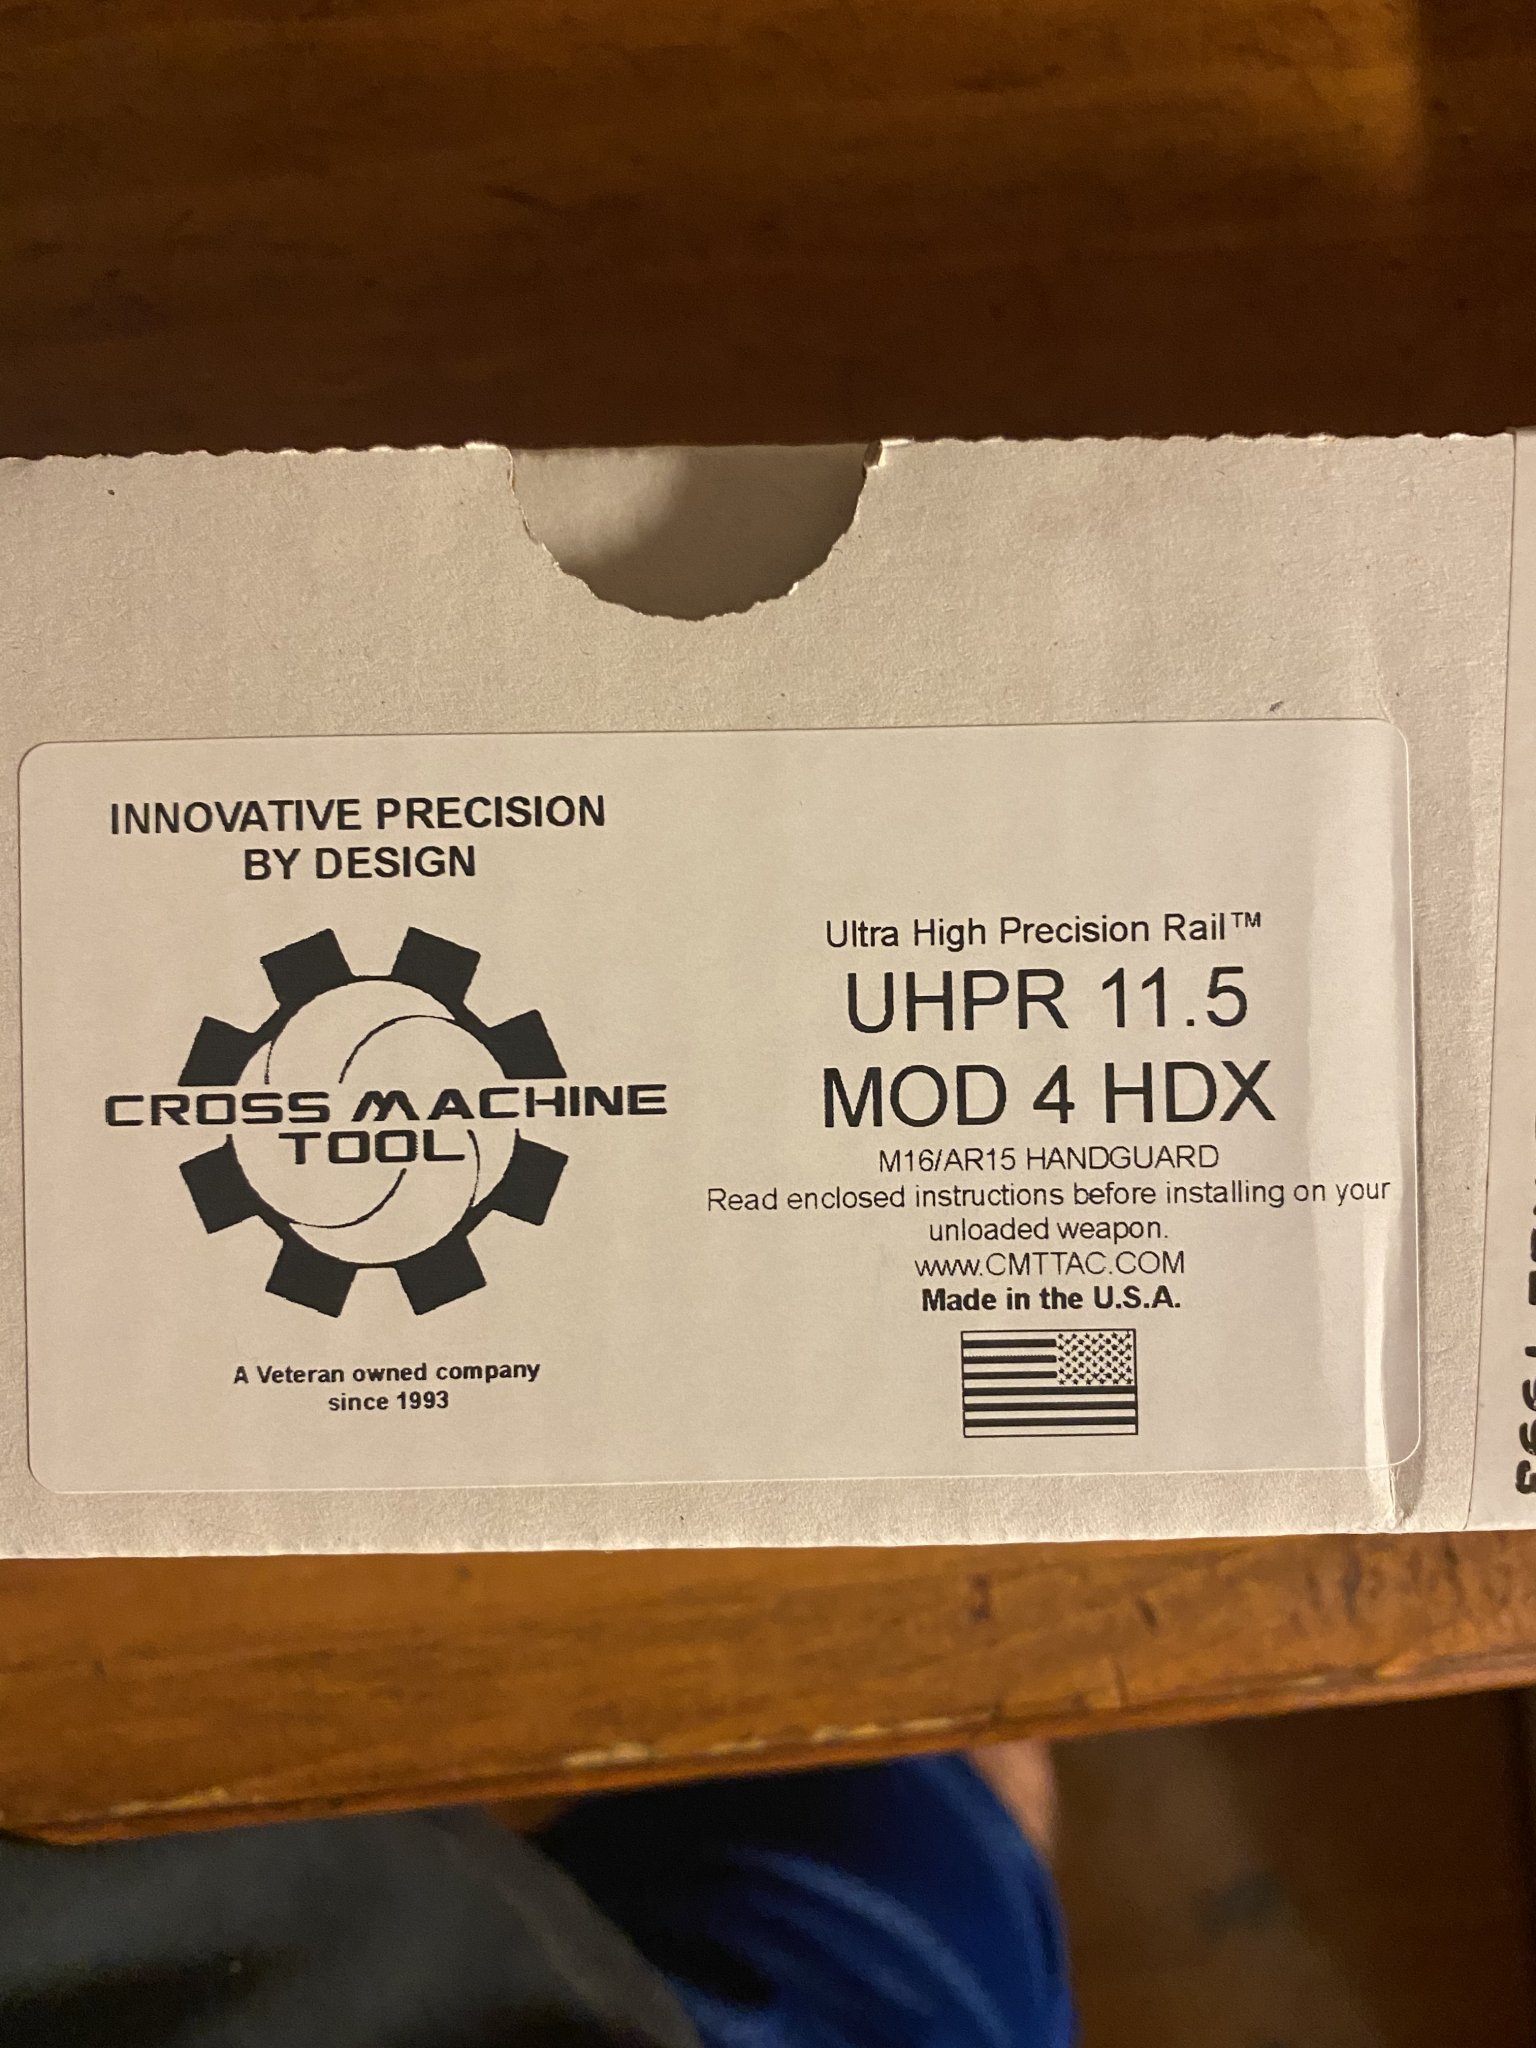 INNOVATIVE PRECISION
BY DESIGN
CROSS MACHINE
TOOL
A Veteran owned company
since 1993
Ultra High Precision Rail™
UHPR 11.5
MOD 4 HDX
M16/AR15 HANDGUARD
Read enclosed instructions before installing on your
unloaded weapon.
www.CMTTAC.COM
Made in the U.S.A.